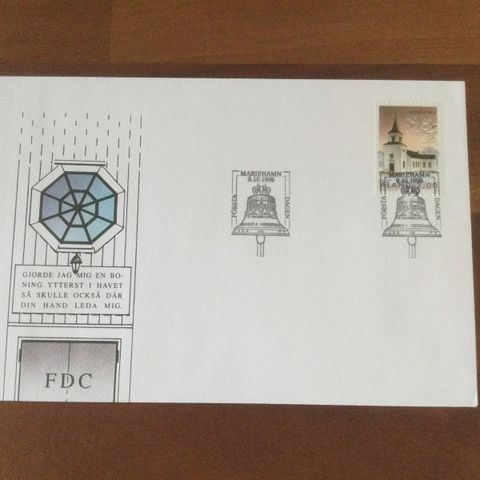 GJORDE JAG MIG EN BO-
NING YTTERST I HAVET
SÅ SKULLE OCKSÅ DÄR
DIN HAND LEDA MIG.
FDC
MARIEHAMN
9.10.1996
FÖRSTA
DAGEN
MARIEHAMN
9.10.1996
FÖRSTA
DAGEN
ÅLAND